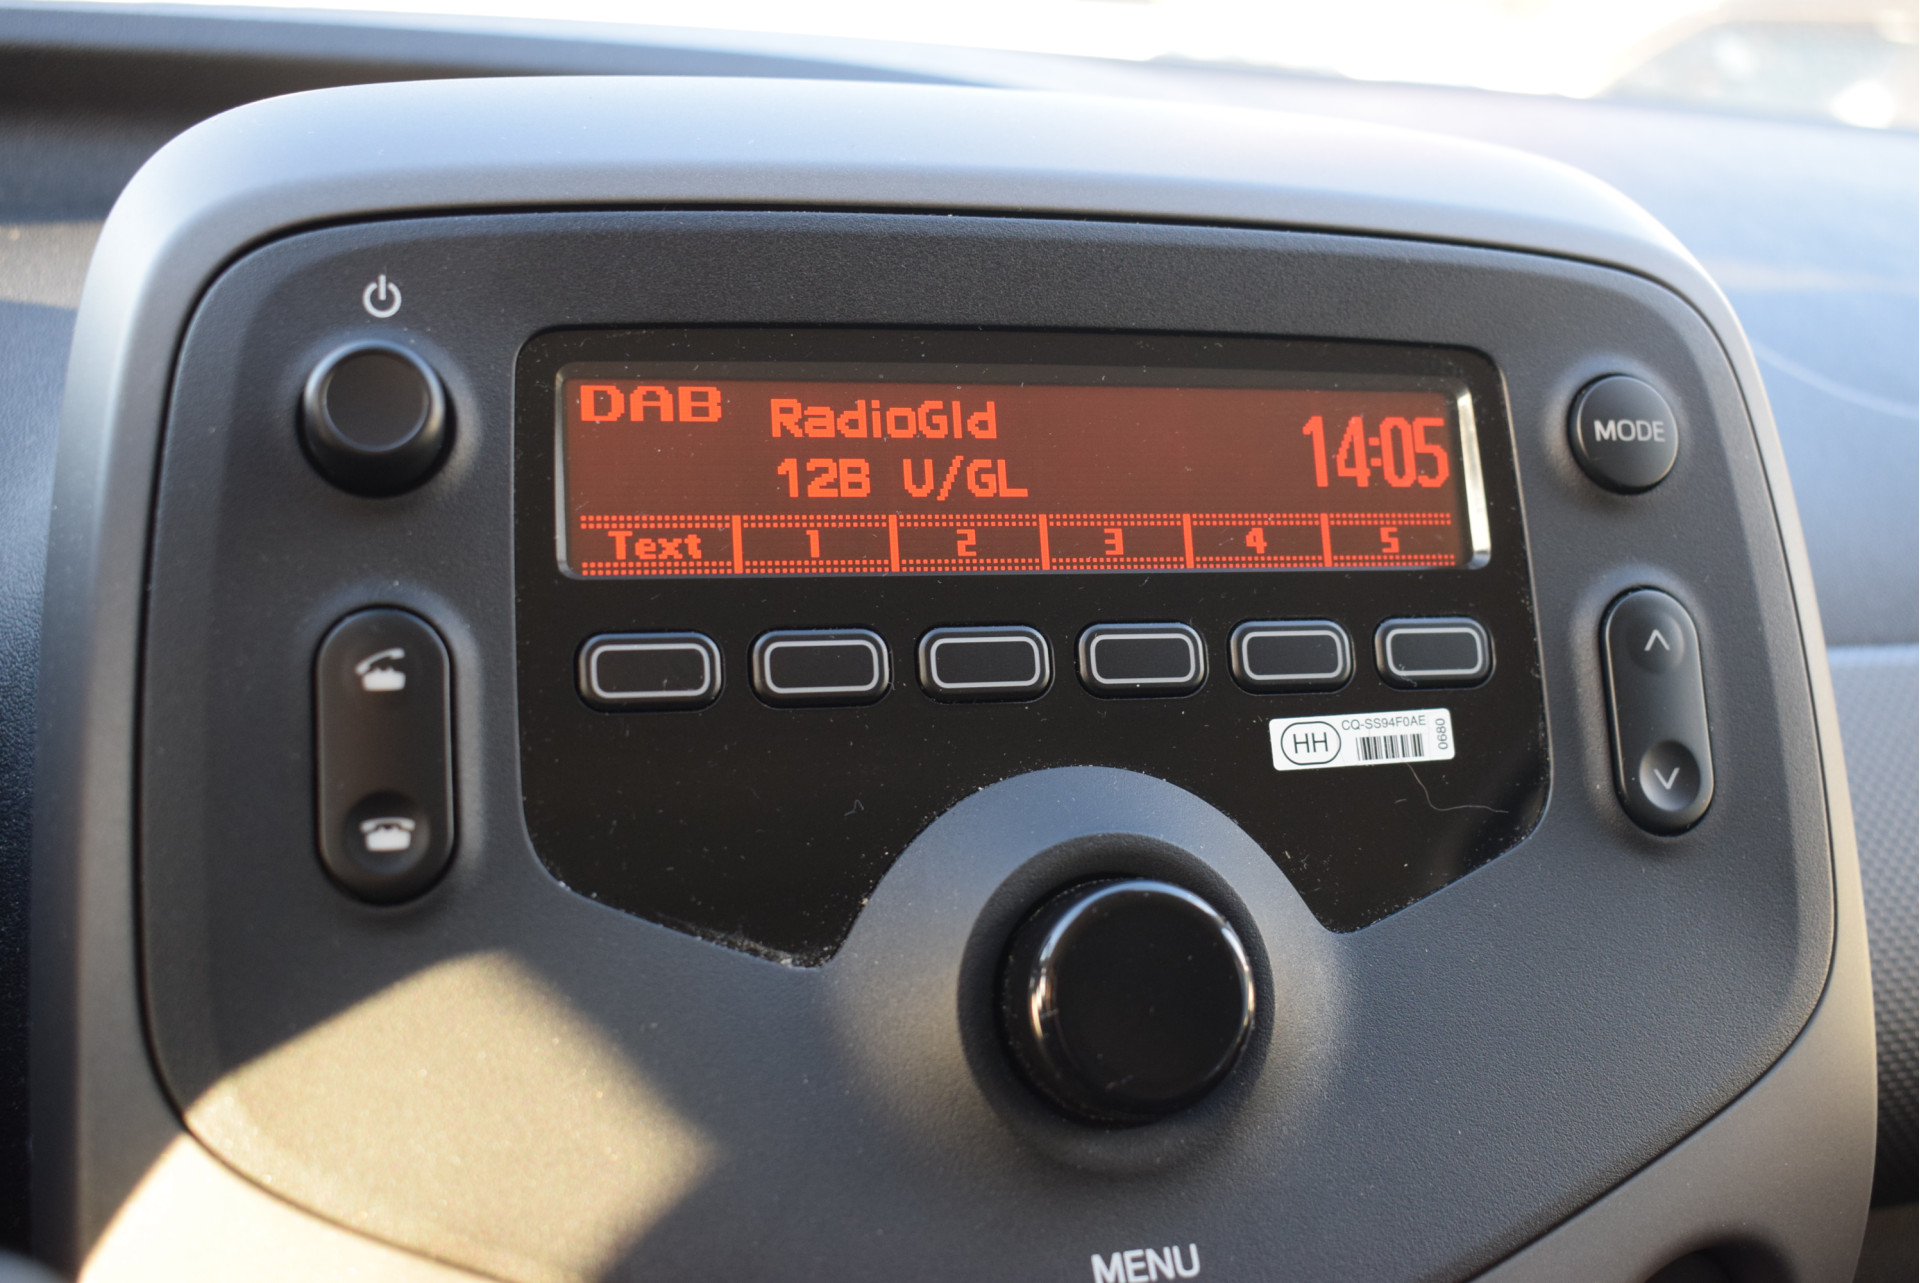 DAB
RadioGld
14:05
12B V/GL
Text 1 2 3 4 5
MODE
HH
CQ-SS94F0AE
0680
MENU